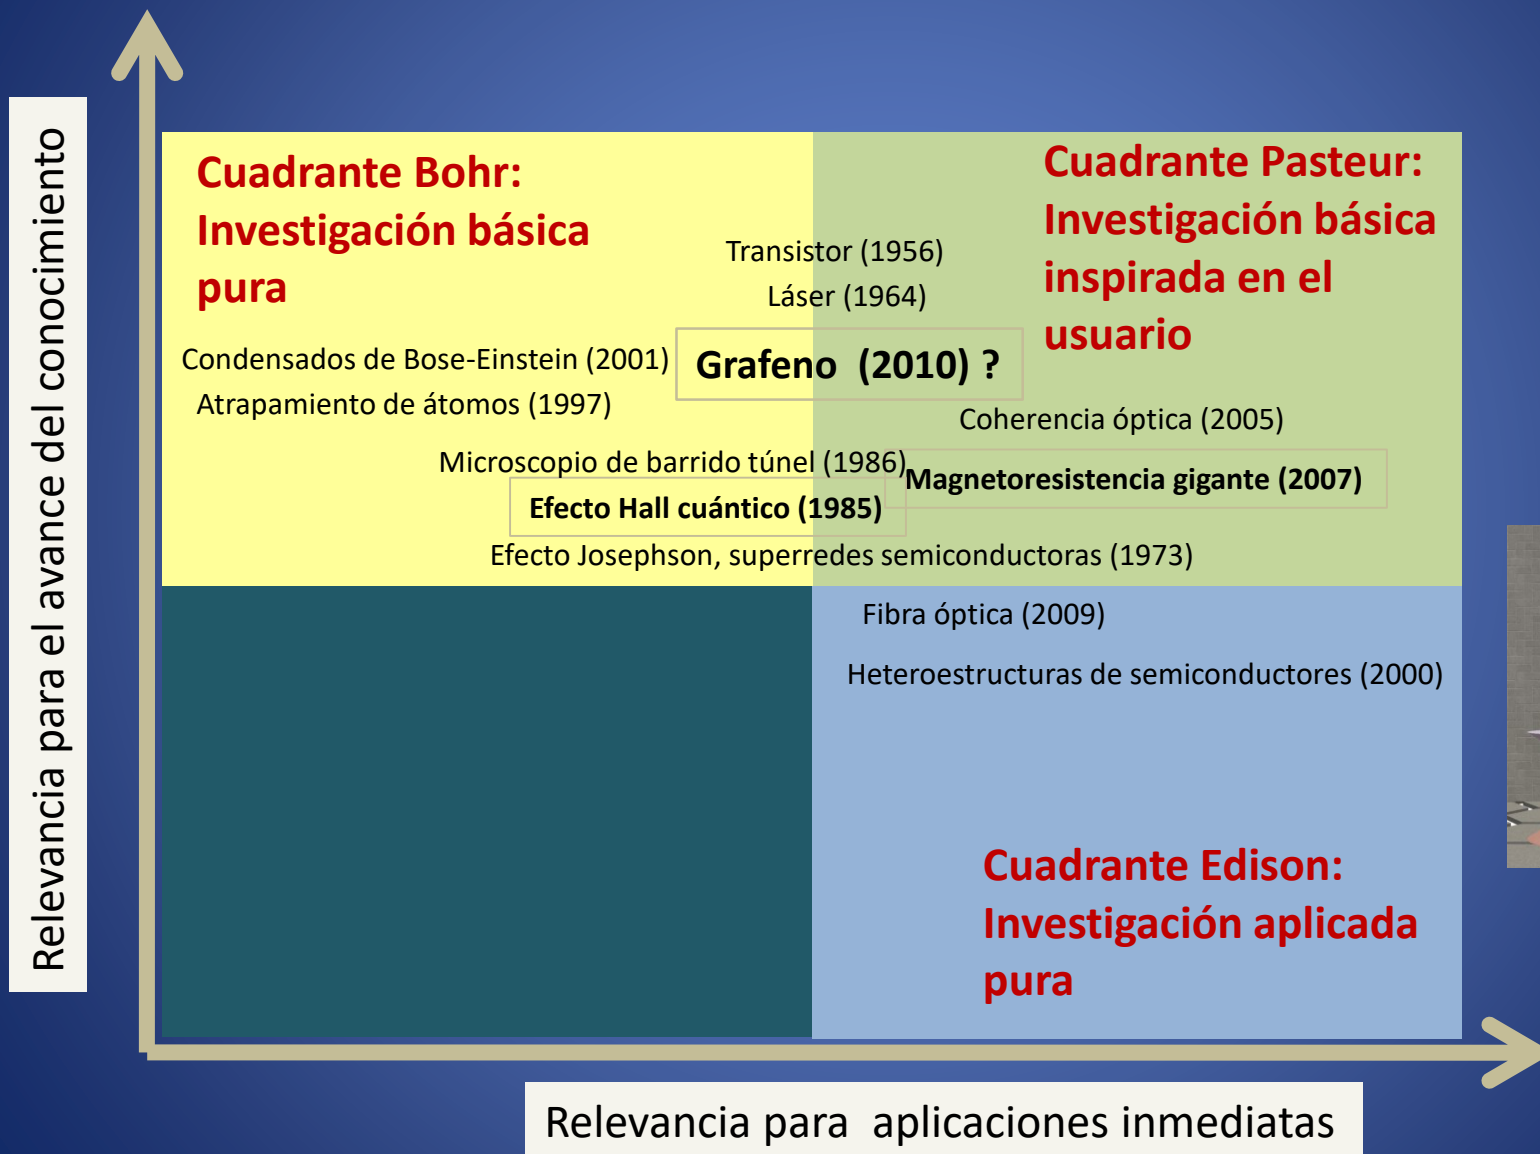 Relevancia para el avance del conocimiento
Cuadrante Bohr:
Investigación básica
pura
Cuadrante Pasteur:
Investigación básica
inspirada en el
usuario
Transistor (1956)
Láser (1964)
Condensados de Bose-Einstein (2001)
Grafeno (2010) ?
Atrapamiento de átomos (1997)
Coherencia óptica (2005)
Microscopio de barrido túnel (1986)
Magnetoresistencia gigante (2007)
Efecto Hall cuántico (1985)
Efecto Josephson, superredes semiconductoras (1973)
Fibra óptica (2009)
Heteroestructuras de semiconductores (2000)
Cuadrante Edison:
Investigación aplicada
pura
Relevancia para aplicaciones inmediatas